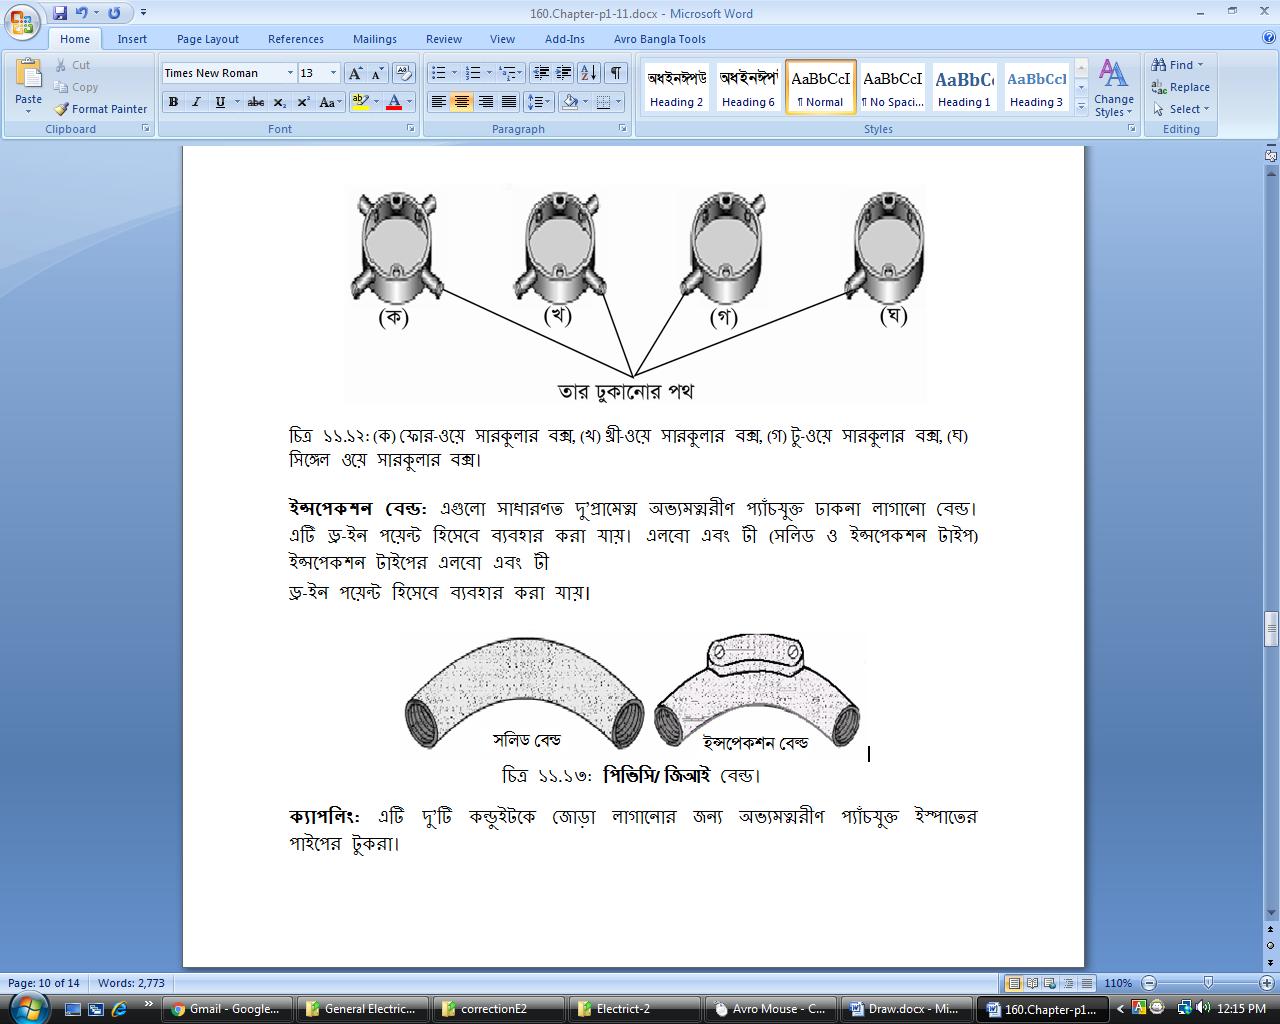 160.Chapter-p1-11.docx - Microsoft Word
Home Insert Page Layout References Mailings Review View Add-Ins Avro Bangla Tools
Paste
Cut
Copy
Format Painter
Clipboard
Times New Roman 13
B I U abc X₂ X² Aa
Font
Paragraph
অধঈনঈপউ অধঈনঈপ AaBbCcI AaBbCcI AaBbC AaBbCcI
Heading 2 Heading 6 ¶ Normal ¶ No Spaci... Heading 1 Heading 3
Change Styles
Styles
Find
Replace
Select
Editing
(ক) (খ) (গ) (ঘ)
তার ঢুকানোর পথ
চিত্র ১১.১২: (ক) ফোর-ওয়ে সারকুলার বক্স, (খ) থ্রী-ওয়ে সারকুলার বক্স, (গ) টু-ওয়ে সারকুলার বক্স, (ঘ)
সিঙ্গেল ওয়ে সারকুলার বক্স।
ইন্সপেকশন বেন্ড: এগুলো সাধারণত দু’প্রামেত্ম অভ্যমত্মরীণ প্যাঁচযুক্ত ঢাকনা লাগানো বেন্ড।
এটি ড্র-ইন পয়েন্ট হিসেবে ব্যবহার করা যায়। এলবো এবং টী (সলিড ও ইন্সপেকশন টাইপ)
ইন্সপেকশন টাইপের এলবো এবং টী
ড্র-ইন পয়েন্ট হিসেবে ব্যবহার করা যায়।
সলিড বেন্ড ইন্সপেকশন বেন্ড
চিত্র ১১.১৩: পিভিসি/ জিআই বেন্ড।
ক্যাপলিং: এটি দু’টি কন্ডুইটকে জোড়া লাগানোর জন্য অভ্যমত্মরীণ প্যাঁচযুক্ত ইস্পাতের
পাইপের টুকরা।
Page: 10 of 14 Words: 2,773 110%
Gmail - Google... General Electric... correctionE2 Electrict-2 Avro Mouse - C... Draw.docx - Mi... 160.Chapter-p1... 12:15 PM